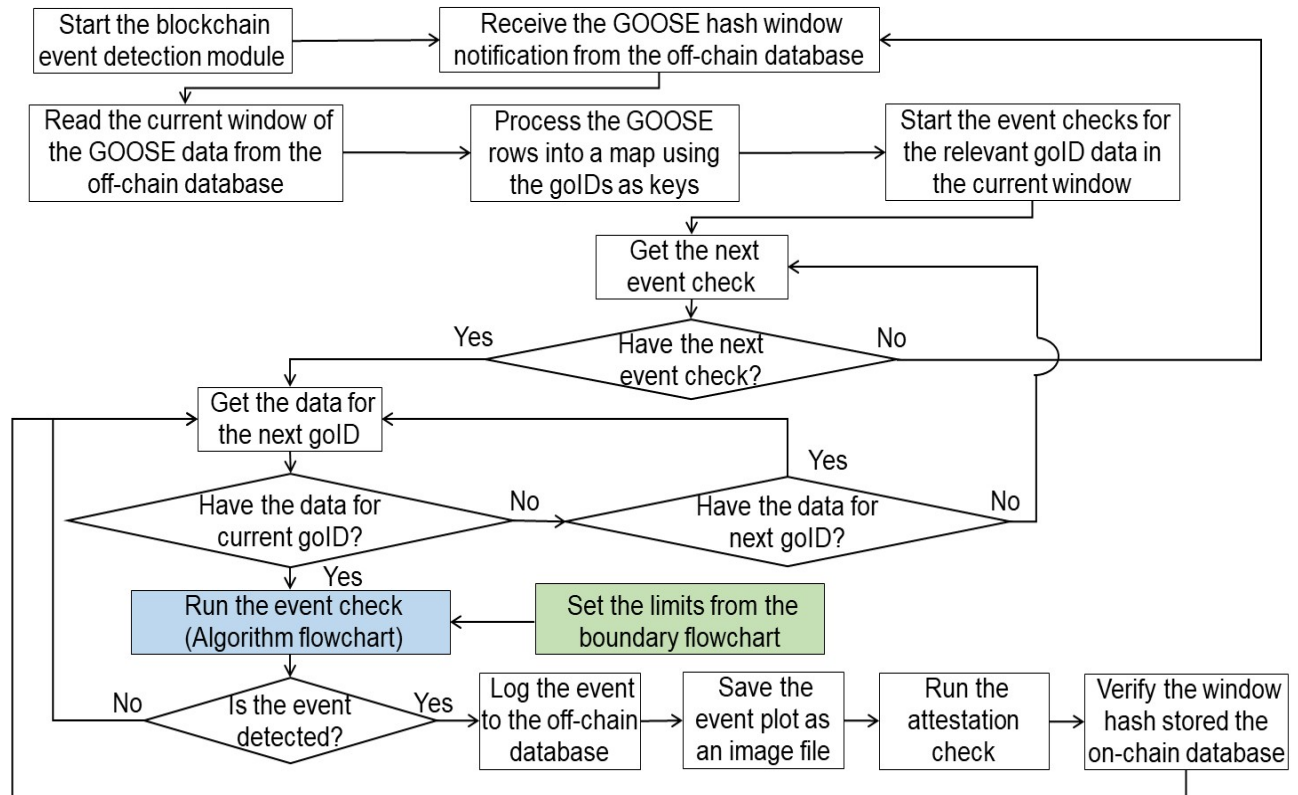 Start the blockchain
event detection module
Receive the GOOSE hash window
notification from the off-chain database
Read the current window of
the GOOSE data from the
off-chain database
Process the GOOSE
rows into a map using
the goIDs as keys
Start the event checks for
the relevant goID data in
the current window
Get the next
event check
Yes
Have the next
event check?
No
Get the data for
the next goID
Have the data for
current goID?
No
Yes
Have the data for
next goID?
No
Yes
Run the event check
(Algorithm flowchart)
Set the limits from the
boundary flowchart
No
Is the event
detected?
Yes
Log the event
to the off-chain
database
Save the
event plot as
an image file
Run the
attestation
check
Verify the window
hash stored the
on-chain database